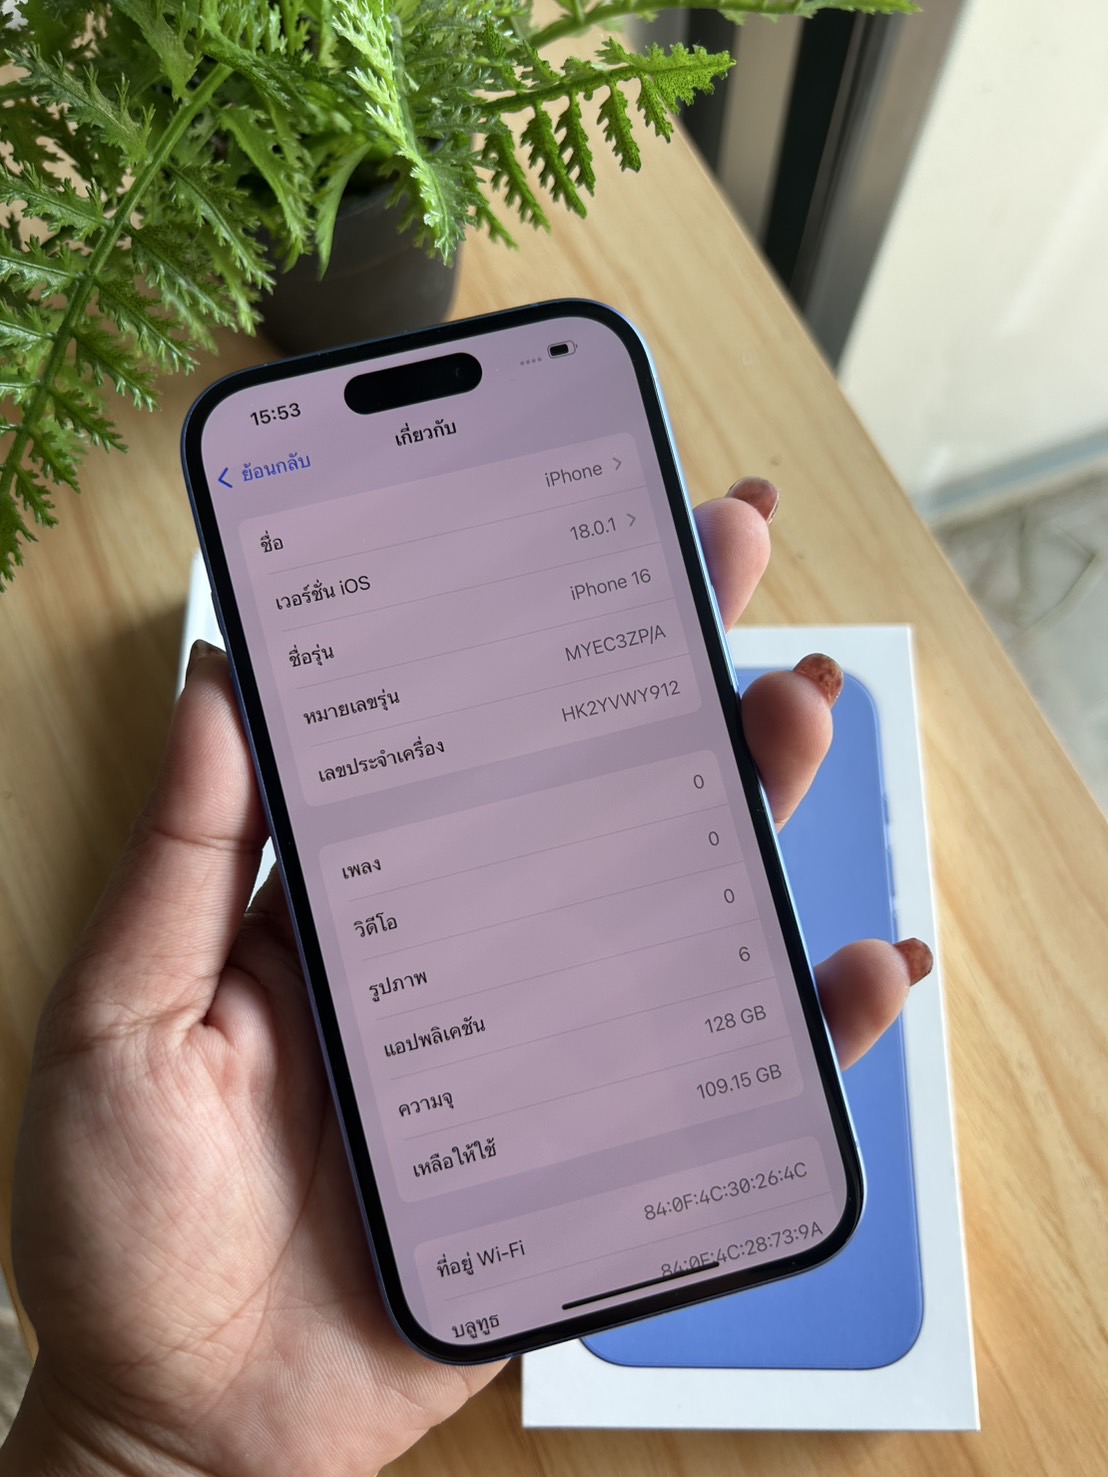 15:53
ย้อนกลับ
เกี่ยวกับ
ชื่อ iPhone
เวอร์ชั่น iOS 18.0.1
ชื่อรุ่น iPhone 16
หมายเลขรุ่น MYEC3ZP/A
เลขประจำเครื่อง HK2YVWY912
เพลง 0
วิดีโอ 0
รูปภาพ 0
แอปพลิเคชัน 6
ความจุ 128 GB
เหลือให้ใช้ 109.15 GB
ที่อยู่ Wi-Fi 84:0F:4C:30:26:4C
บลูทูธ 84:0F:4C:28:73:9A